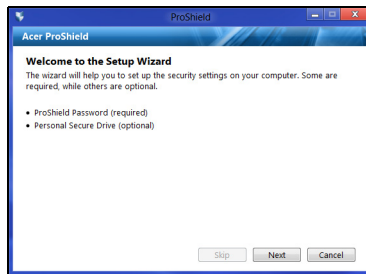 ProShield
Acer ProShield
Welcome to the Setup Wizard
The wizard will help you to set up the security settings on your computer. Some are
required, while others are optional.
• ProShield Password (required)
• Personal Secure Drive (optional)
Skip Next Cancel